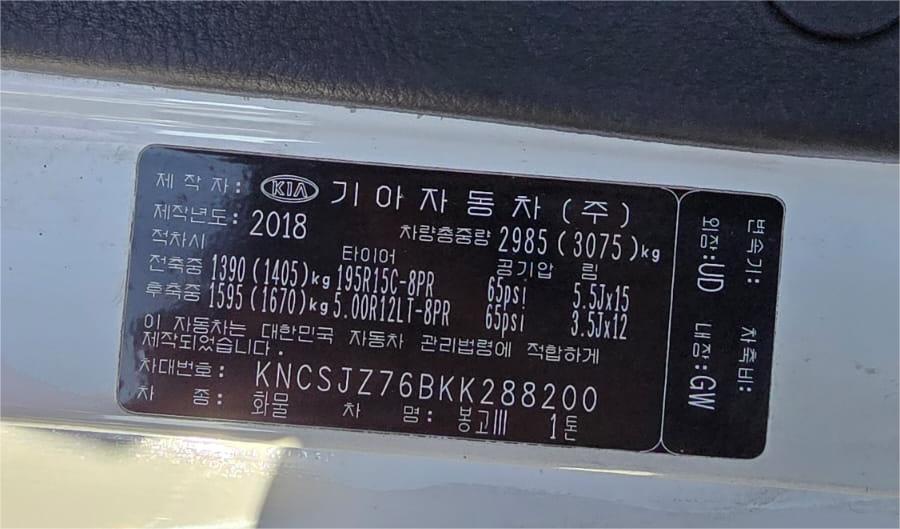 제 작 자: KIA 기 아 자 동 차 (주)
제작년도: 2018 차량총중량 2985 (3075)kg
적차시 타이어 공기압 림
전축중 1390 (1405)kg 195R15C-8PR 65psi 5.5Jx15
후축중 1595 (1670)kg 5.00R12LT-8PR 65psi 3.5Jx12
이 자동차는 대한민국 자동차 관리법령에 적합하게
제작되었습니다.
차대번호: KNCSJZ76BKK288200
차 종: 화물 차 명: 봉고III 1톤
변속기: 차축비:
외장:UD 내장:GW